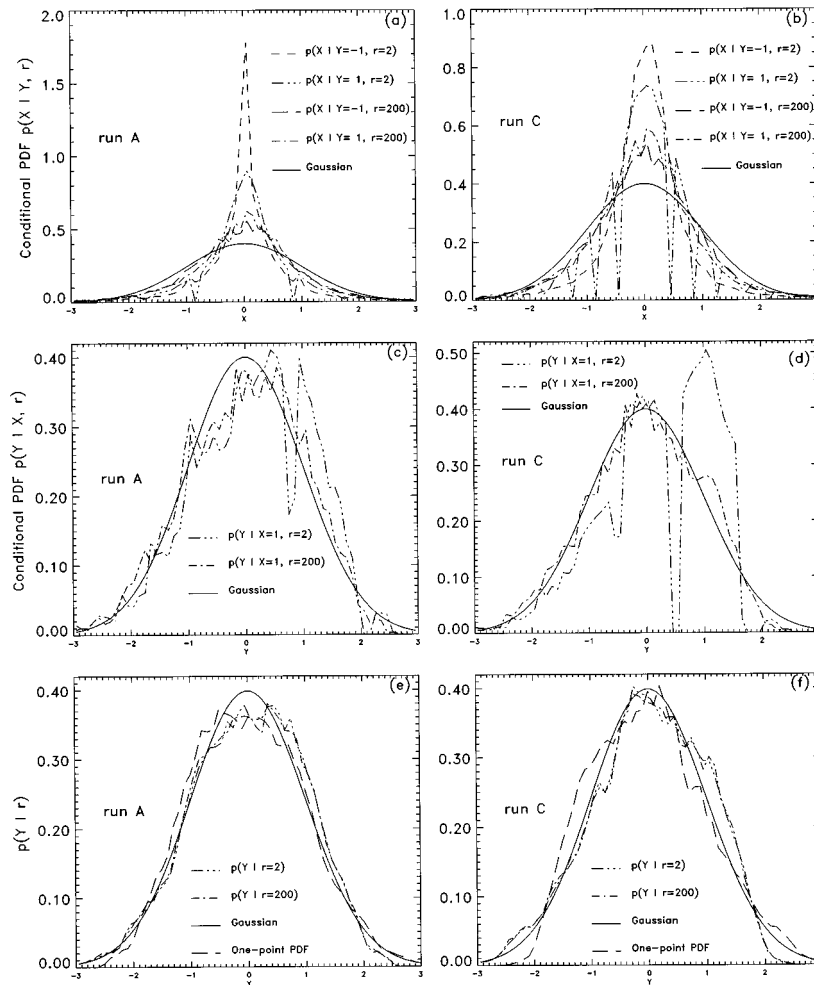 (a)
Conditional PDF p(X I Y, r)
2.0
1.5
1.0
0.5
0.0
p(X I Y=-1, r=2)
p(X I Y= 1, r=2)
p(X I Y=-1, r=200)
p(X I Y= 1, r=200)
Gaussian
run A
-3 -2 -1 0 1 2 3
X
(b)
1.0
0.8
0.6
0.4
0.2
0.0
p(X I Y=-1, r=2)
p(X I Y= 1, r=2)
p(X I Y=-1, r=200)
p(X I Y= 1, r=200)
Gaussian
run C
-3 -2 -1 0 1 2
X
(c)
Conditional PDF p(Y I X, r)
0.40
0.30
0.20
0.10
0.00
run A
p(Y I X=1, r=2)
p(Y I X=1, r=200)
Gaussian
-3 -2 -1 0 1 2 3
Y
(d)
0.50
0.40
0.30
0.20
0.10
0.00
p(Y I X=1, r=2)
p(Y I X=1, r=200)
Gaussian
run C
-3 -2 -1 0 1 2
Y
(e)
p(Y I r)
0.40
0.30
0.20
0.10
0.00
run A
p(Y I r=2)
p(Y I r=200)
Gaussian
One-point PDF
-3 -2 -1 0 1 2 3
Y
(f)
0.40
0.30
0.20
0.10
0.00
run C
p(Y I r=2)
p(Y I r=200)
Gaussian
One-point PDF
-3 -2 -1 0 1 2
Y